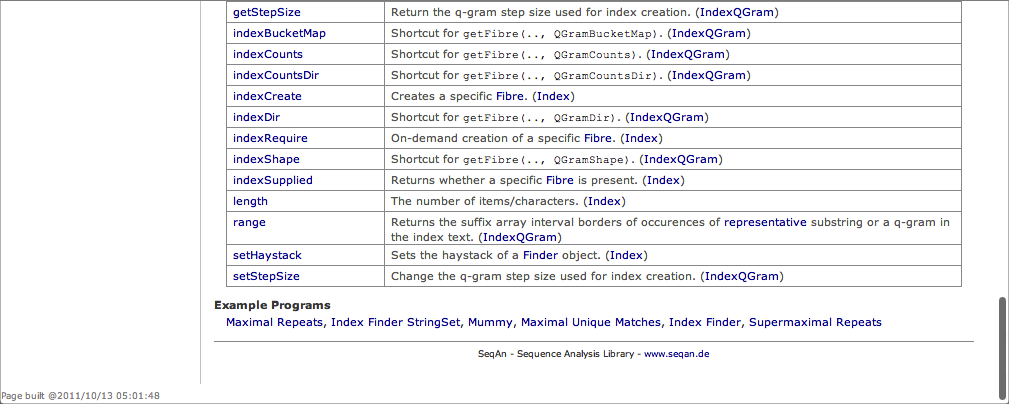 getStepSize Return the q-gram step size used for index creation. (IndexQGram)
indexBucketMap Shortcut for getFibre(.., QGramBucketMap). (IndexQGram)
indexCounts Shortcut for getFibre(.., QGramCounts). (IndexQGram)
indexCountsDir Shortcut for getFibre(.., QGramCountsDir). (IndexQGram)
indexCreate Creates a specific Fibre. (Index)
indexDir Shortcut for getFibre(.., QGramDir). (IndexQGram)
indexRequire On-demand creation of a specific Fibre. (Index)
indexShape Shortcut for getFibre(.., QGramShape). (IndexQGram)
indexSupplied Returns whether a specific Fibre is present. (Index)
length The number of items/characters. (Index)
range Returns the suffix array interval borders of occurences of representative substring or a q-gram in
the index text. (IndexQGram)
setHaystack Sets the haystack of a Finder object. (Index)
setStepSize Change the q-gram step size used for index creation. (IndexQGram)
Example Programs
Maximal Repeats, Index Finder StringSet, Mummy, Maximal Unique Matches, Index Finder, Supermaximal Repeats
SeqAn - Sequence Analysis Library - www.seqan.de
Page built @2011/10/13 05:01:48